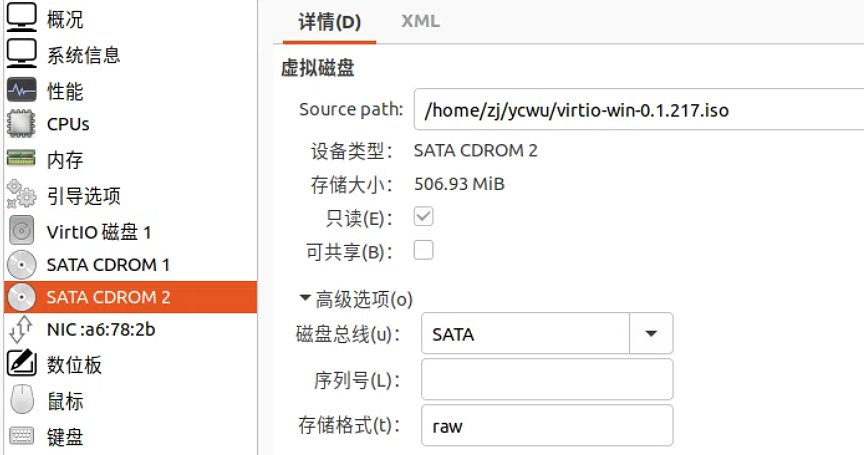 概况
系统信息
性能
CPUs
内存
引导选项
VirtIO 磁盘 1
SATA CDROM 1
SATA CDROM 2
NIC :a6:78:2b
数位板
鼠标
键盘
详情(D) XML
虚拟磁盘
Source path: /home/zj/ycwu/virtio-win-0.1.217.iso
设备类型: SATA CDROM 2
存储大小: 506.93 MiB
只读(E):
可共享(B):
高级选项(o)
磁盘总线(u): SATA
序列号(L):
存储格式(t): raw